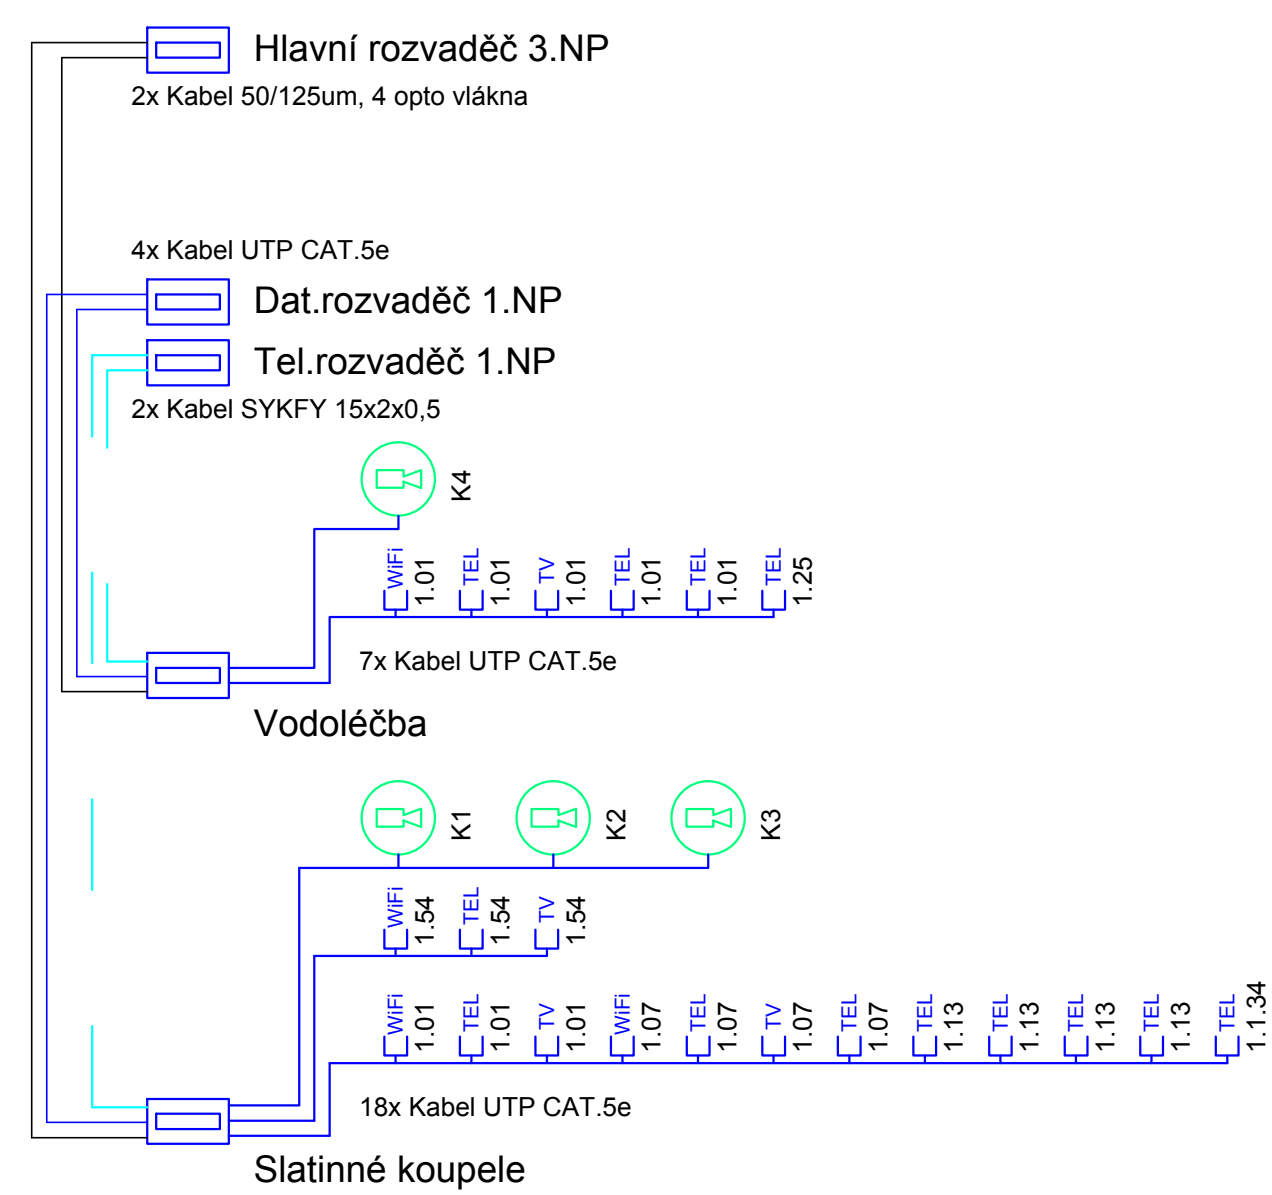 Hlavní rozvaděč 3.NP
2x Kabel 50/125um, 4 opto vlákna
4x Kabel UTP CAT.5e
Dat.rozvaděč 1.NP
Tel.rozvaděč 1.NP
2x Kabel SYKFY 15x2x0,5
K4
WiFi 1.01
TEL 1.01
TV 1.01
TEL 1.01
TEL 1.01
TEL 1.25
7x Kabel UTP CAT.5e
Vodoléčba
K1
K2
K3
WiFi 1.54
TEL 1.54
TV 1.54
WiFi 1.01
TEL 1.01
TV 1.01
WiFi 1.07
TEL 1.07
TV 1.07
TEL 1.07
TEL 1.13
TEL 1.13
TEL 1.13
TEL 1.13
TEL 1.1.34
18x Kabel UTP CAT.5e
Slatinné koupele